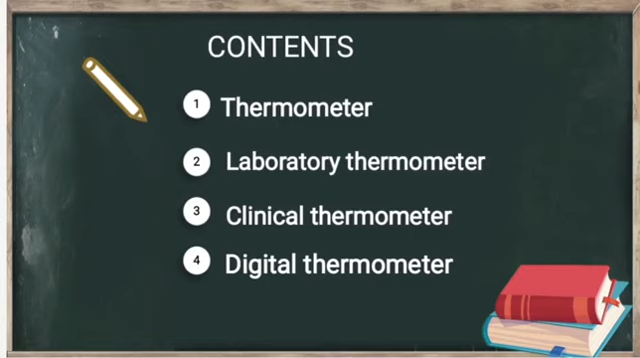 CONTENTS
1 Thermometer
2 Laboratory thermometer
3 Clinical thermometer
4 Digital thermometer